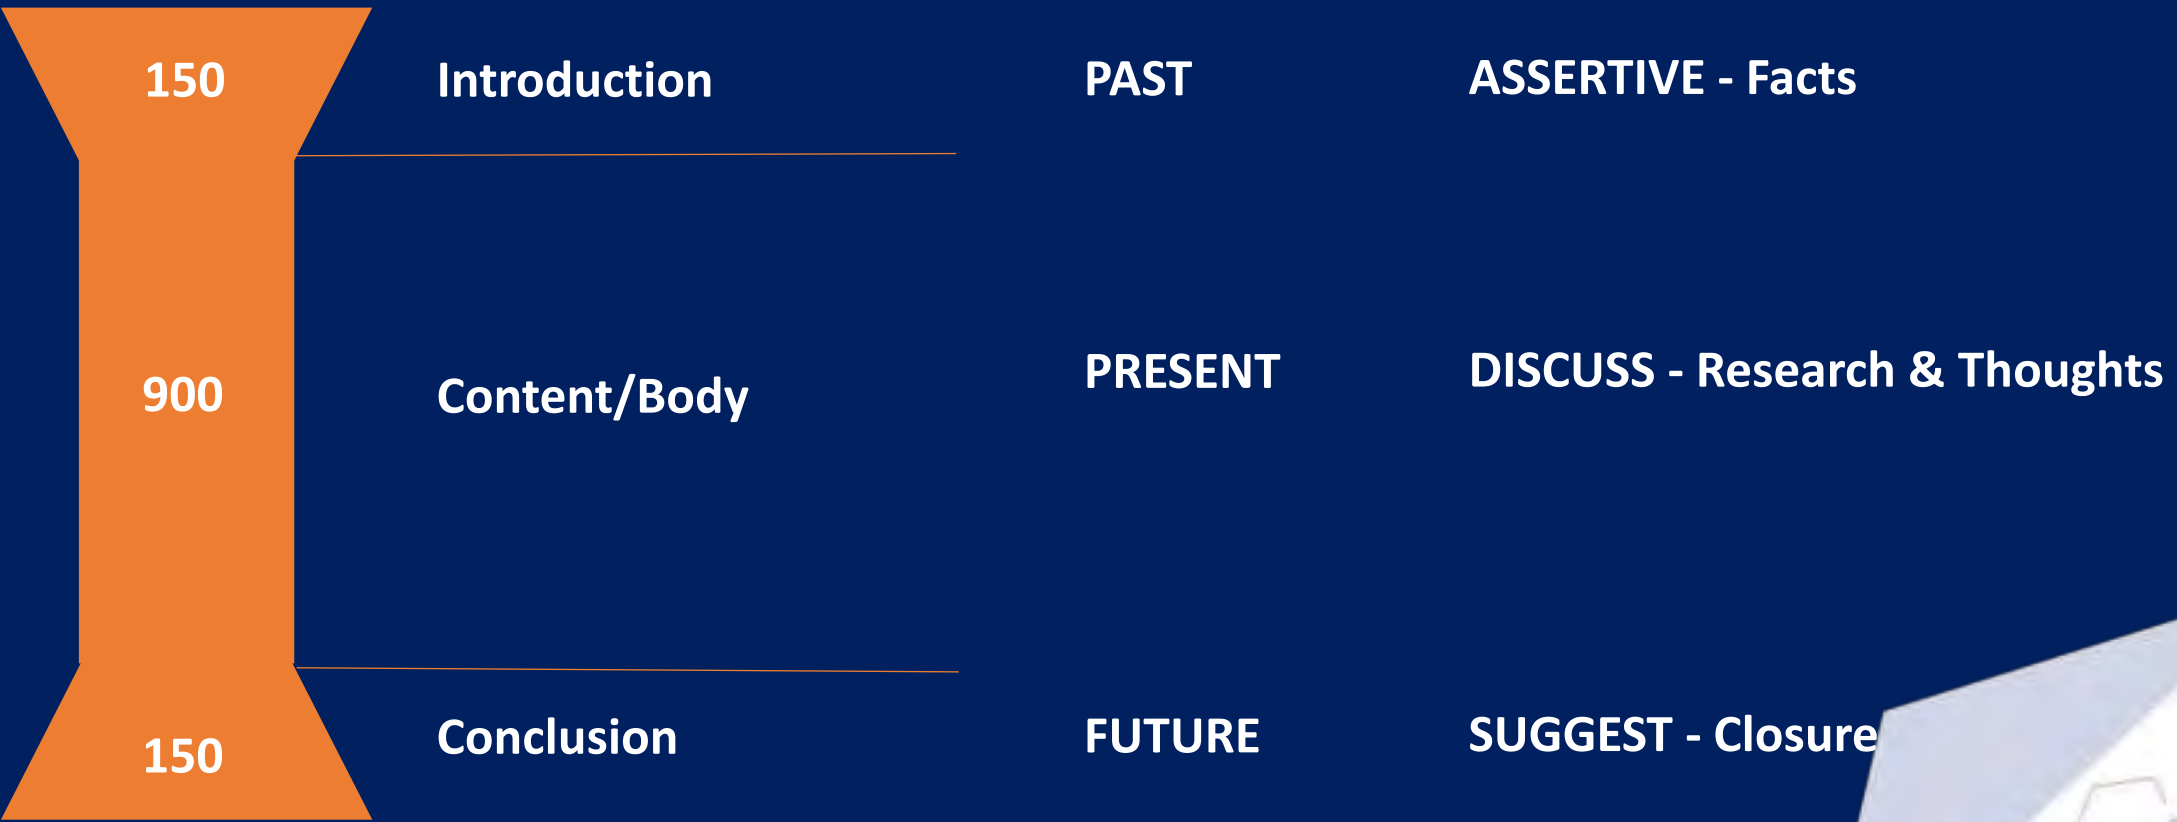 150 Introduction PAST ASSERTIVE - Facts
900 Content/Body PRESENT DISCUSS - Research & Thoughts
150 Conclusion FUTURE SUGGEST - Closure